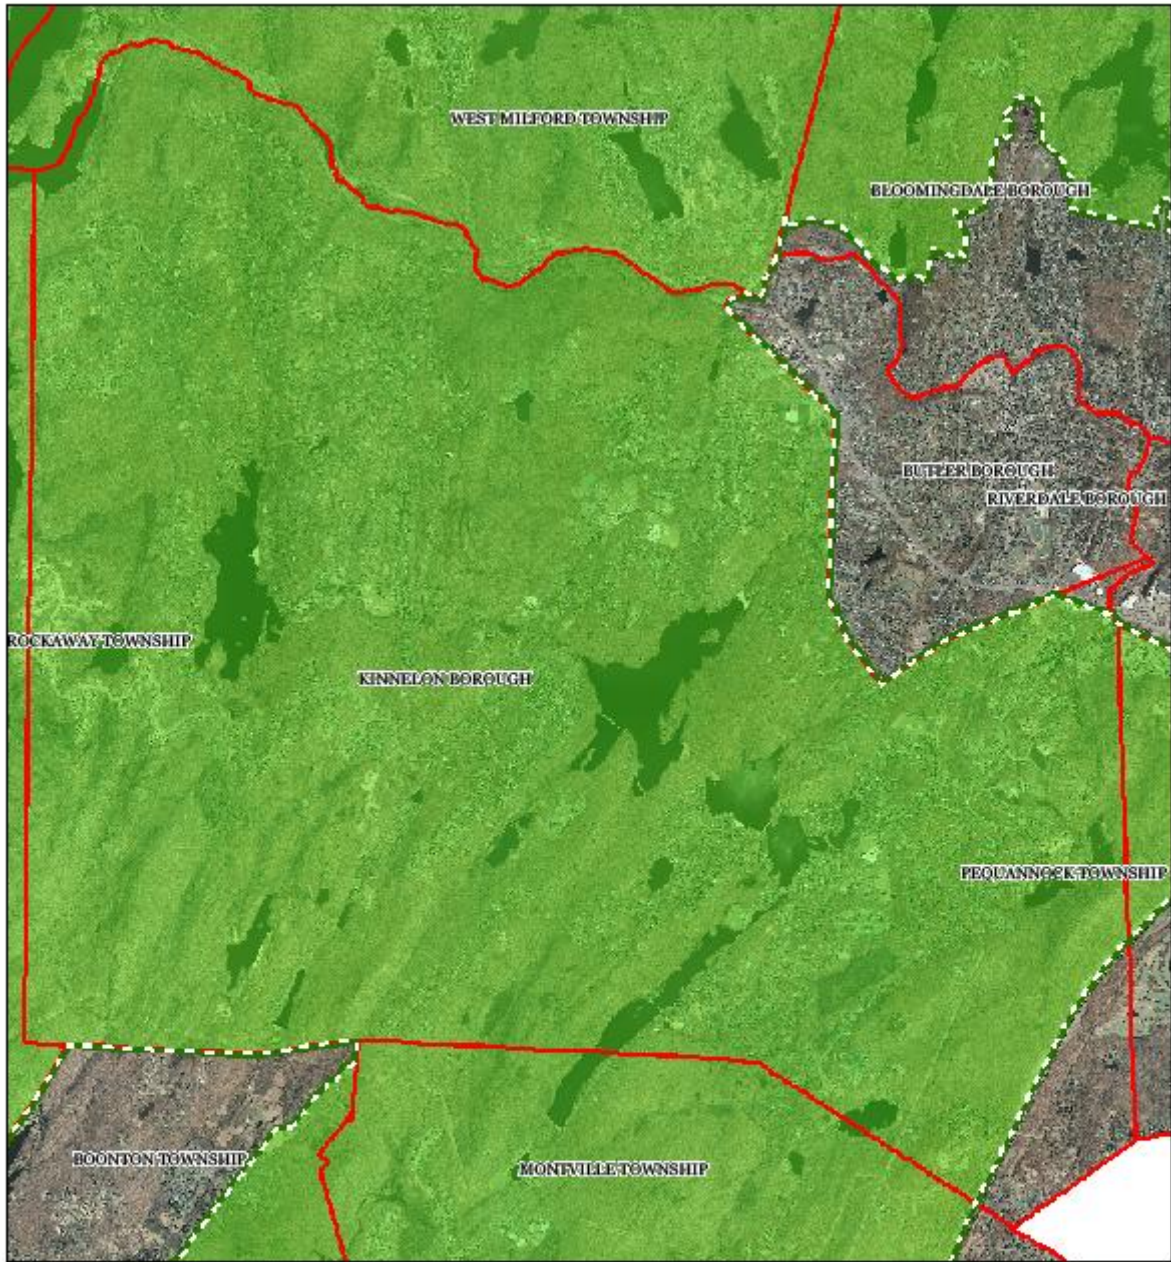 WEST MILFORD TOWNSHIP
BLOOMINGDALE BOROUGH
BUTLER BOROUGH
RIVERDALE BOROUGH
ROCKAWAY TOWNSHIP
KINNELON BOROUGH
PEQUANNOCK TOWNSHIP
BOONTON TOWNSHIP
MONTVILLE TOWNSHIP